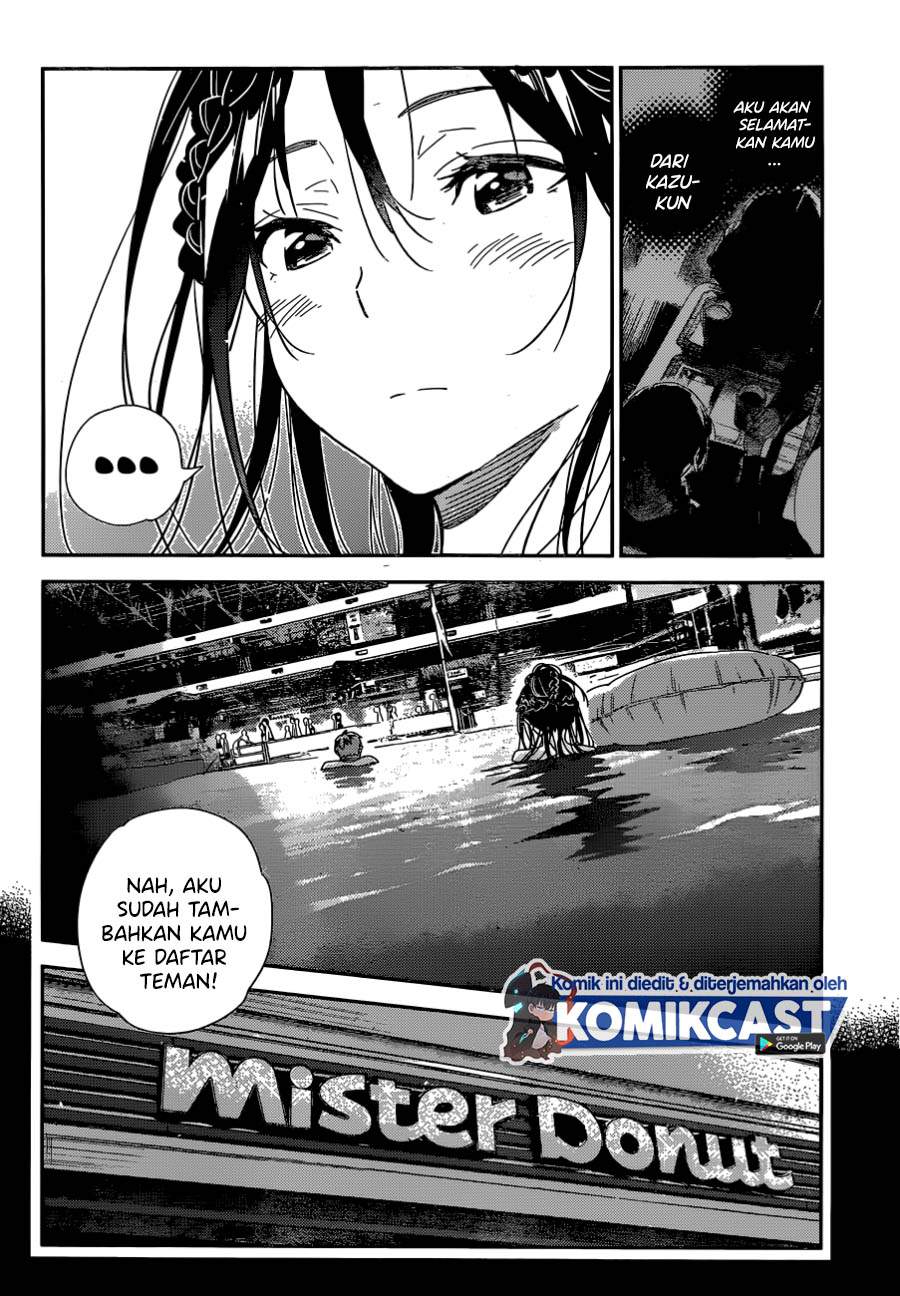 AKU AKAN
SELAMAT-
KAN KAMU
...
DARI
KAZU-
KUN
...
NAH, AKU
SUDAH TAM-
BAHKAN KAMU
KE DAFTAR
TEMAN!
Komik ini diedit & diterjemahkan oleh
KOMIKCAST
GET IT ON
Google Play
mister Donut